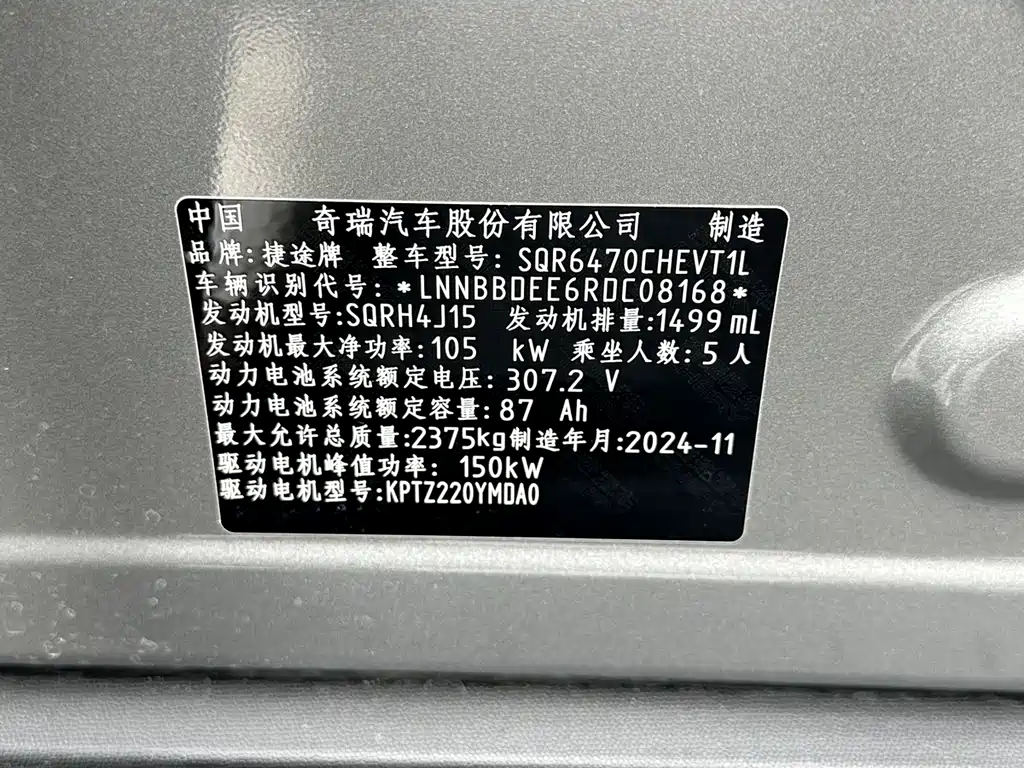 中国 奇瑞汽车股份有限公司 制造
品牌:捷途牌 整车型号: SQR6470CHEVT1L
车辆识别代号: *LNNBBDEE6RDC08168*
发动机型号:SQRH4J15 发动机排量:1499mL
发动机最大净功率:105 kW 乘坐人数:5人
动力电池系统额定电压: 307.2 V
动力电池系统额定容量: 87 Ah
最大允许总质量:2375kg制造年月:2024-11
驱动电机峰值功率: 150kW
驱动电机型号:KPTZ220YMDA0